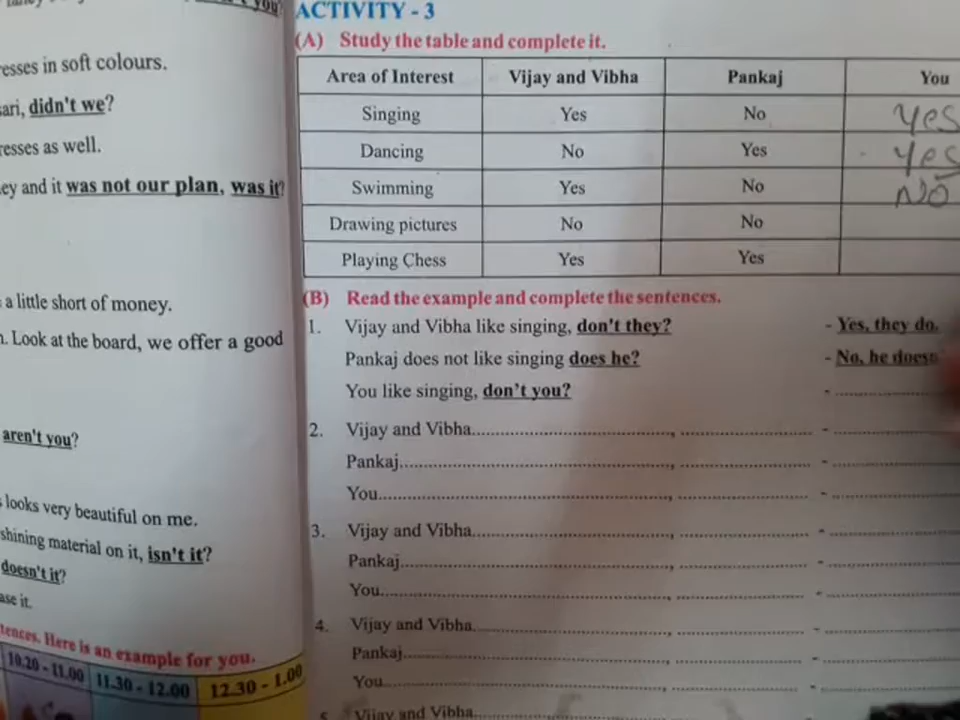 you?
esses in soft colours.
sari, didn't we?
resses as well.
ey and it was not our plan, was it?
a little short of money.
n. Look at the board, we offer a good
aren't you?
s looks very beautiful on me.
shining material on it, isn't it?
doesn't it?
ase it.
tences. Here is an example for you.
10.20 - 11.00 11.30 - 12.00 12.30 - 1.00
ACTIVITY - 3
(A) Study the table and complete it.
Area of Interest Vijay and Vibha Pankaj You
Singing Yes No Yes
Dancing No Yes Yes
Swimming Yes No No
Drawing pictures No No
Playing Chess Yes Yes
(B) Read the example and complete the sentences.
1. Vijay and Vibha like singing, don't they? - Yes, they do.
Pankaj does not like singing does he? - No, he doesn
You like singing, don't you? - ....................
2. Vijay and Vibha......................................., ........................ - ....................
Pankaj......................................., ........................ - ....................
You......................................., ........................ - ....................
3. Vijay and Vibha......................................., ........................ - ....................
Pankaj......................................., ........................ - ....................
You......................................., ........................ - ....................
4. Vijay and Vibha......................................., ........................ - ....................
Pankaj......................................., ........................ - ....................
You......................................., ........................ - ....................
5. Vijay and Vibha.......................................